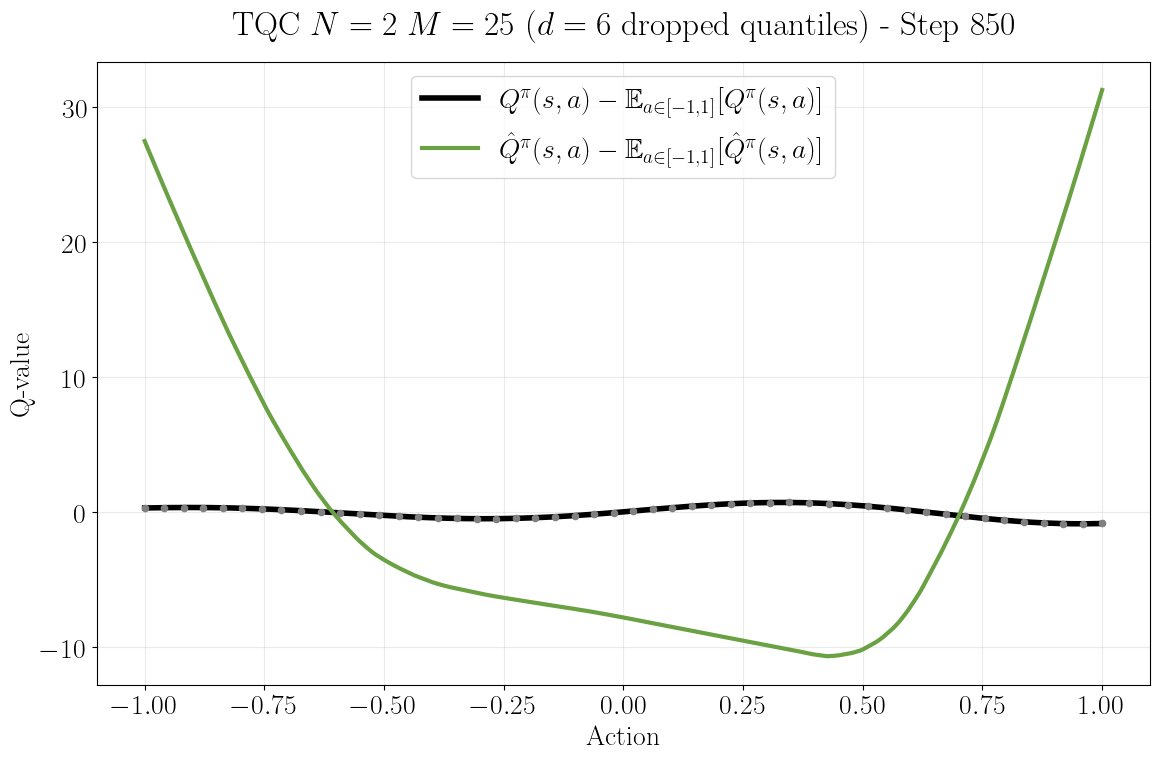 TQC N = 2 M = 25 (d = 6 dropped quantiles) - Step 850
Q^π(s, a) − 𝔼_{a∈[−1,1]}[Q^π(s, a)]
Q̂^π(s, a) − 𝔼_{a∈[−1,1]}[Q̂^π(s, a)]
30
20
10
0
−10
Q-value
−1.00 −0.75 −0.50 −0.25 0.00 0.25 0.50 0.75 1.00
Action